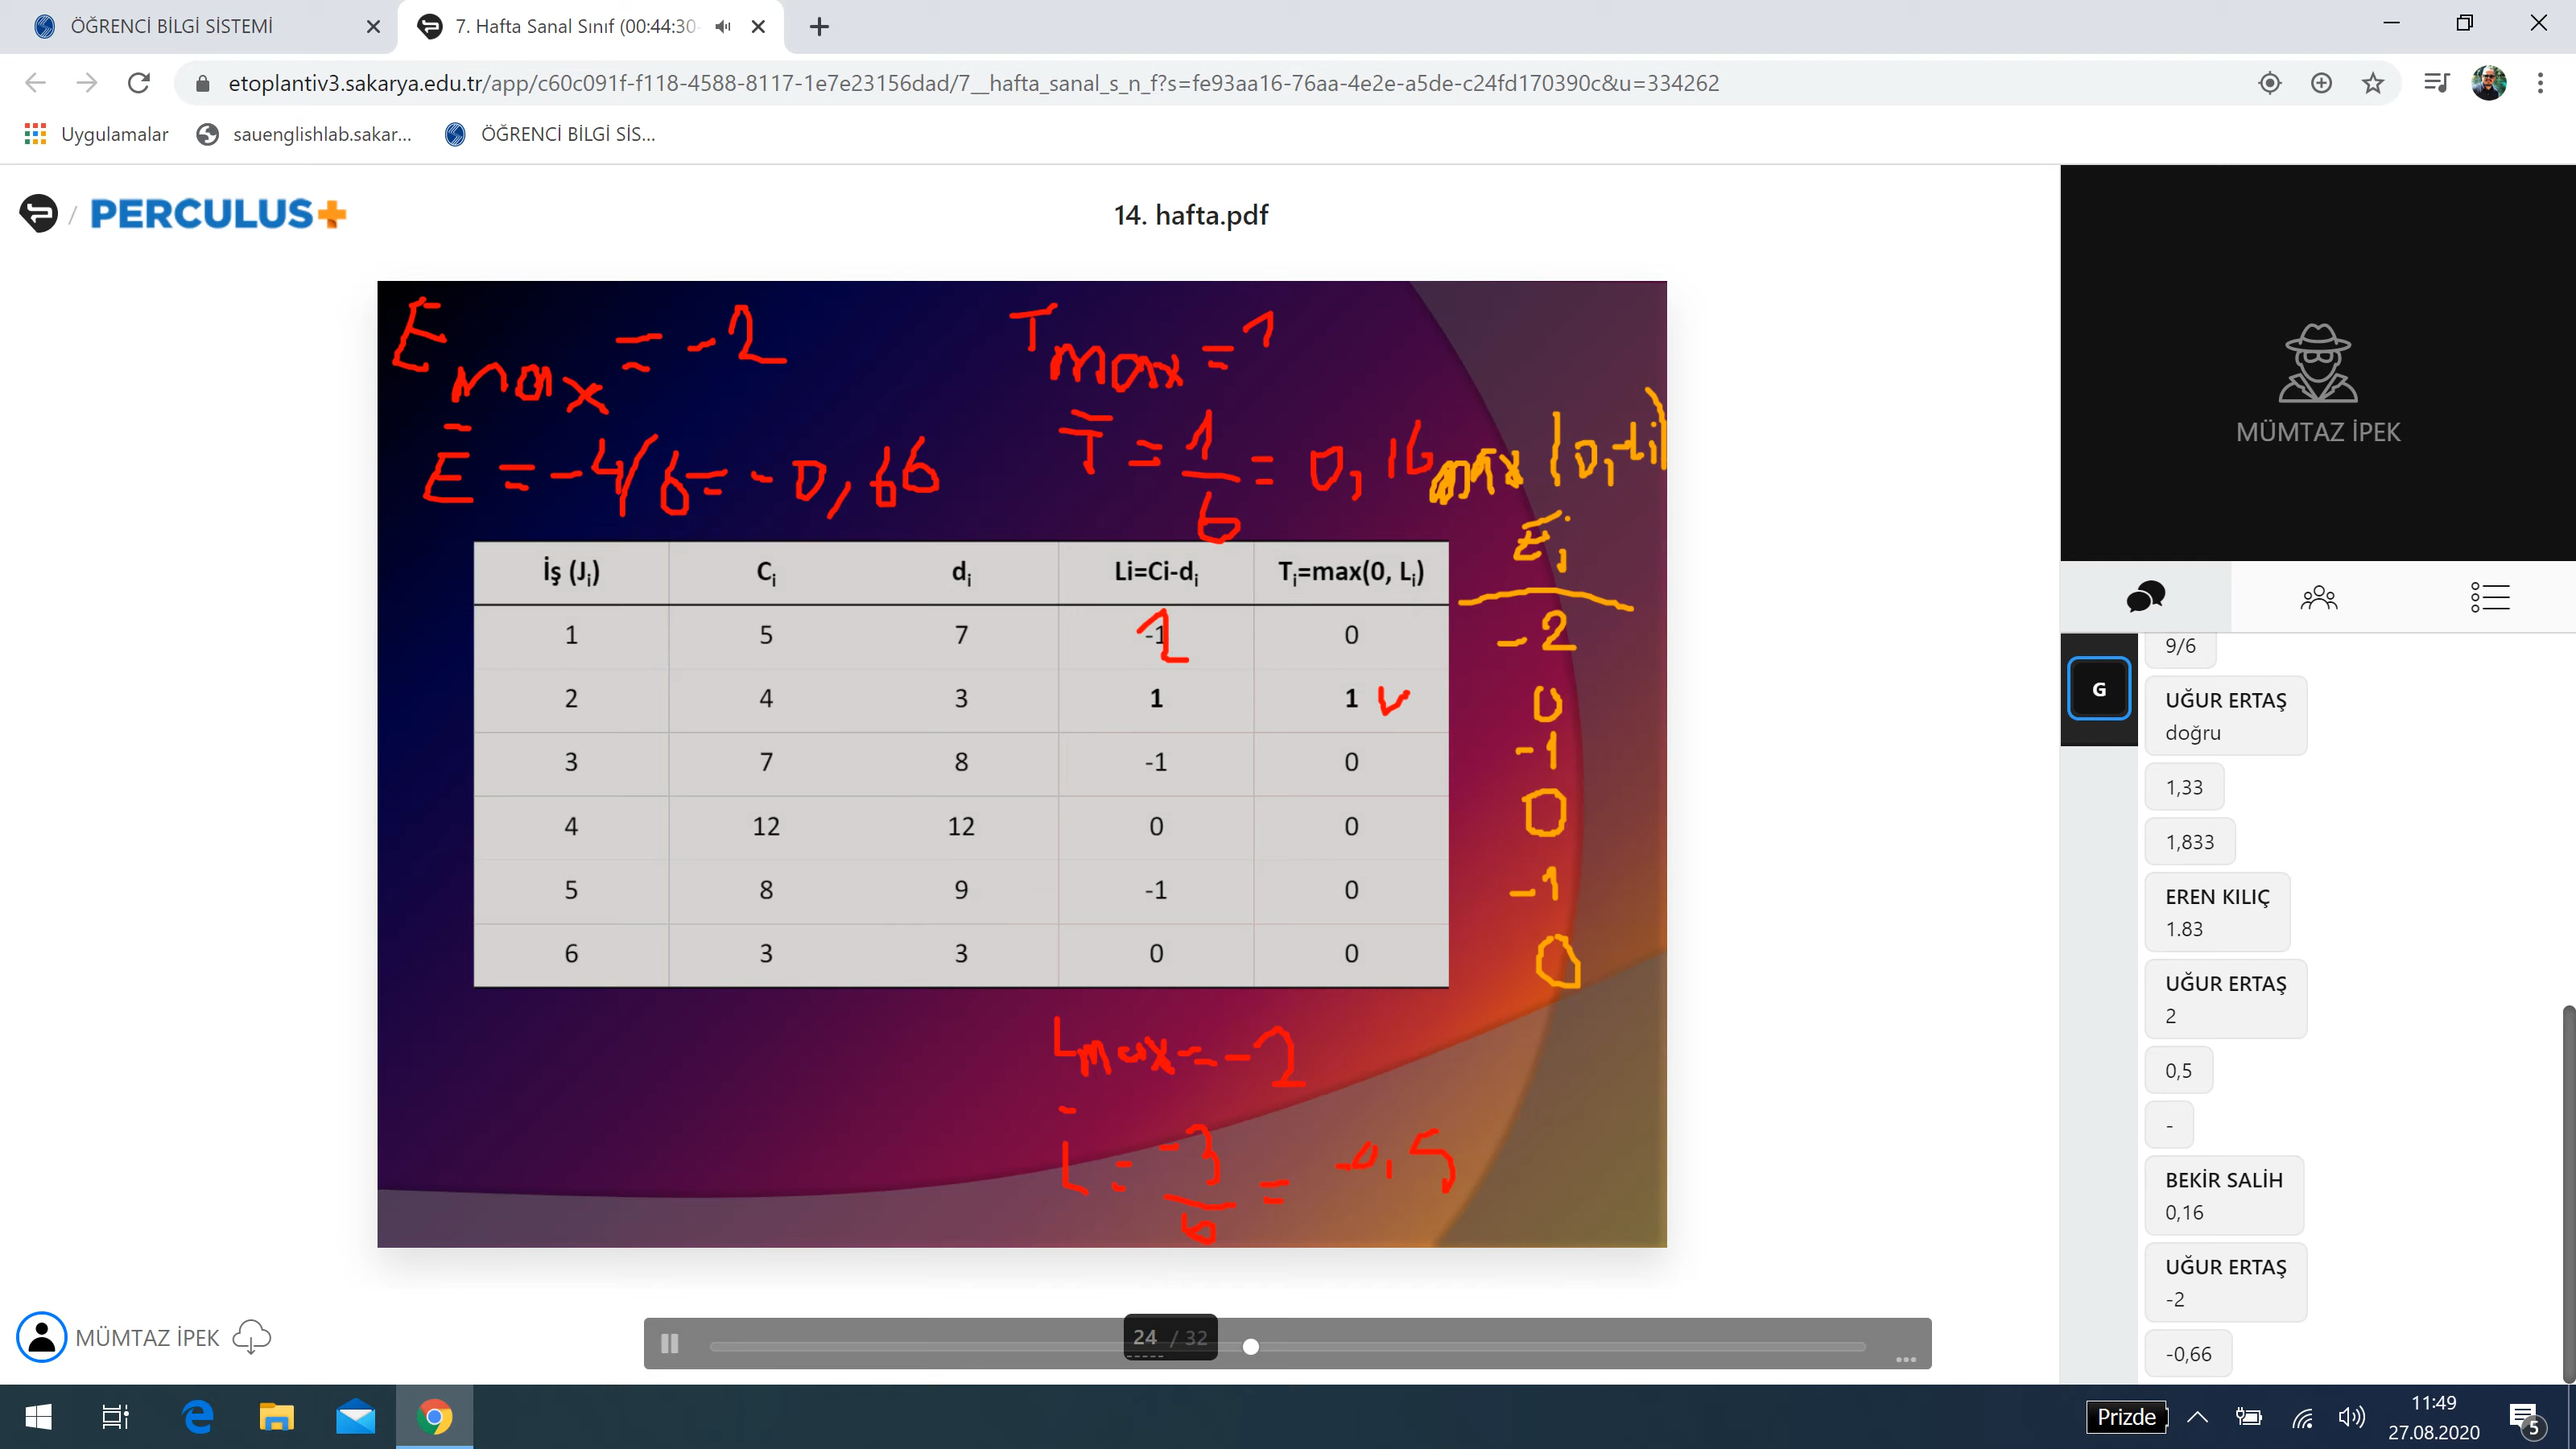 ÖĞRENCİ BİLGİ SİSTEMİ
7. Hafta Sanal Sınıf (00:44:30-
etoplantiv3.sakarya.edu.tr/app/c60c091f-f118-4588-8117-1e7e23156dad/7__hafta_sanal_s_n_f?s=fe93aa16-76aa-4e2e-a5de-c24fd170390c&u=334262
Uygulamalar sauenglishlab.sakar... ÖĞRENCİ BİLGİ SİS...
/ PERCULUS+
14. hafta.pdf
Emax = -2
Tmax = 1
Ē = -4/6 = -0,66
T̄ = 1/6 = 0,16
max(0,-Li)
Ei
İş (Ji) Ci di Li=Ci-di Ti=max(0, Li)
1 5 7 -1 0 -2
2
2 4 3 1 1 0
3 7 8 -1 0 -1
4 12 12 0 0 0
5 8 9 -1 0 -1
6 3 3 0 0 0
Lmax = -2
L̄ = -3/6 = -0,5
MÜMTAZ İPEK
24 / 32
MÜMTAZ İPEK
G
9/6
UĞUR ERTAŞ
doğru
1,33
1,833
EREN KILIÇ
1.83
UĞUR ERTAŞ
2
0,5
-
BEKİR SALİH
0,16
UĞUR ERTAŞ
-2
-0,66
Prizde
11:49
27.08.2020
5